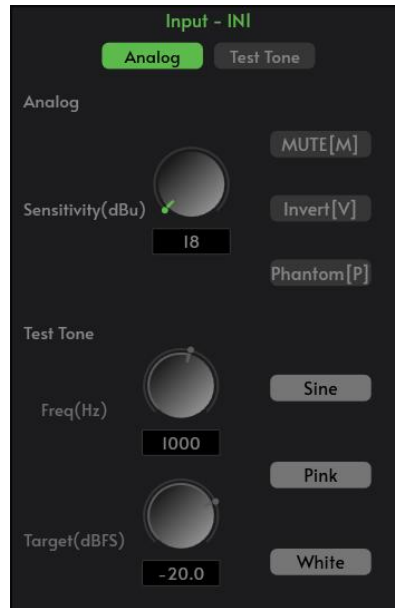 Input - IN1
Analog Test Tone
Analog
MUTE[M]
Sensitivity(dBu)
Invert[V]
18
Phantom[P]
Test Tone
Sine
Freq(Hz)
1000
Pink
Target(dBFS)
White
-20.0